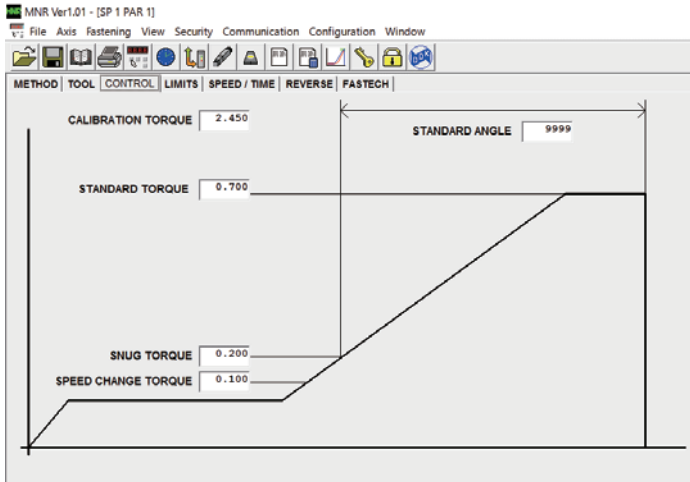 MNR Ver1.01 - [SP 1 PAR 1]
File Axis Fastening View Security Communication Configuration Window
METHOD TOOL CONTROL LIMITS SPEED / TIME REVERSE FASTECH
CALIBRATION TORQUE 2.450
STANDARD ANGLE 9999
STANDARD TORQUE 0.700
SNUG TORQUE 0.200
SPEED CHANGE TORQUE 0.100